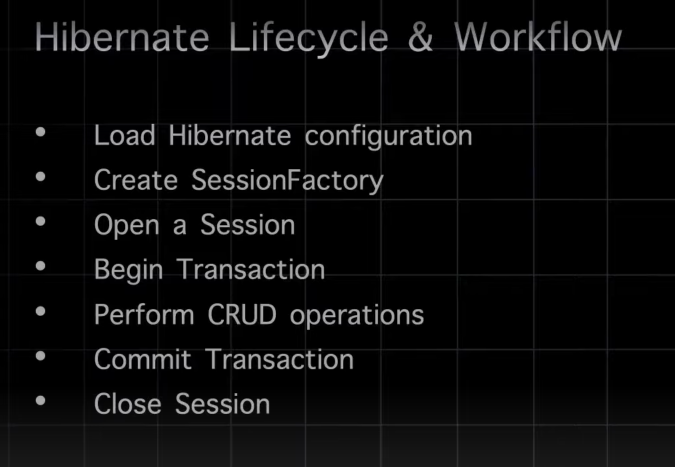 Hibernate Lifecycle & Workflow
• Load Hibernate configuration
• Create SessionFactory
• Open a Session
• Begin Transaction
• Perform CRUD operations
• Commit Transaction
• Close Session